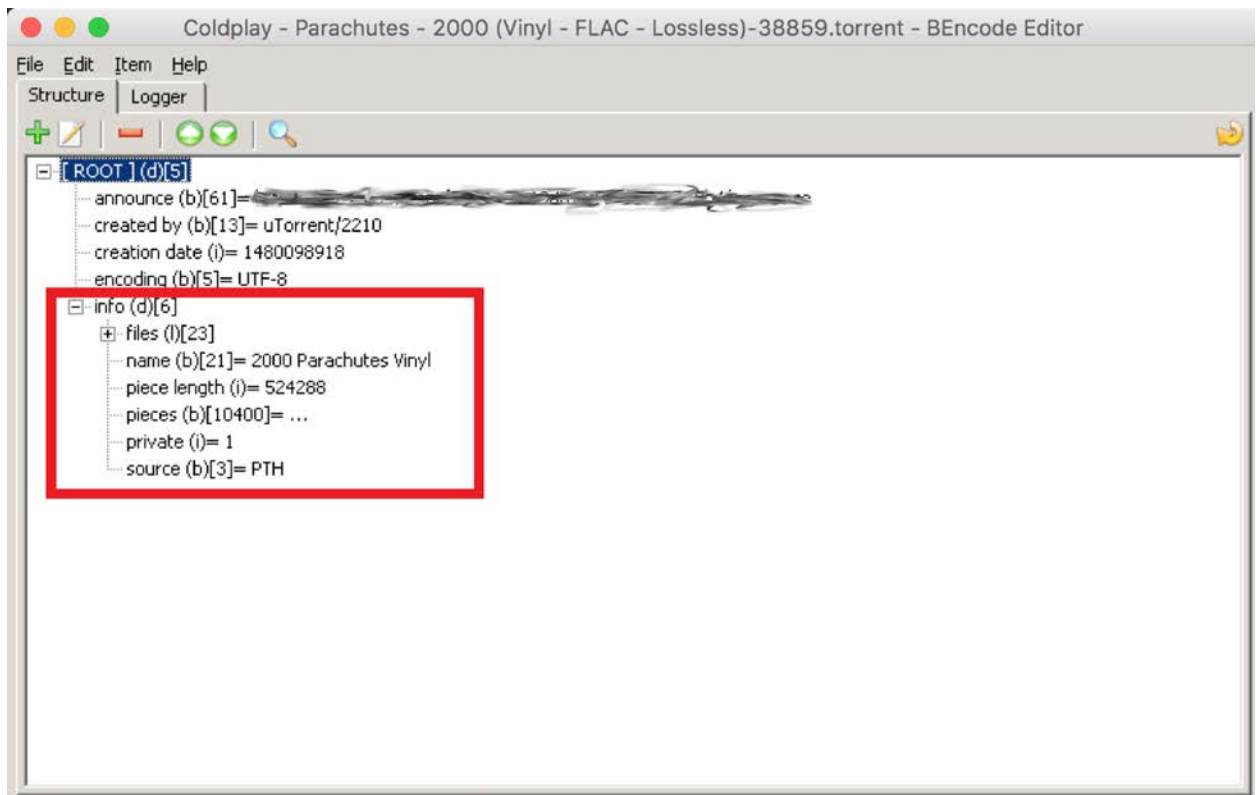 Coldplay - Parachutes - 2000 (Vinyl - FLAC - Lossless)-38859.torrent - BEncode Editor
File Edit Item Help
Structure Logger
[ ROOT ] (d)[5]
announce (b)[61]=
created by (b)[13]= uTorrent/2210
creation date (i)= 1480098918
encoding (b)[5]= UTF-8
info (d)[6]
files (l)[23]
name (b)[21]= 2000 Parachutes Vinyl
piece length (i)= 524288
pieces (b)[10400]= ...
private (i)= 1
source (b)[3]= PTH